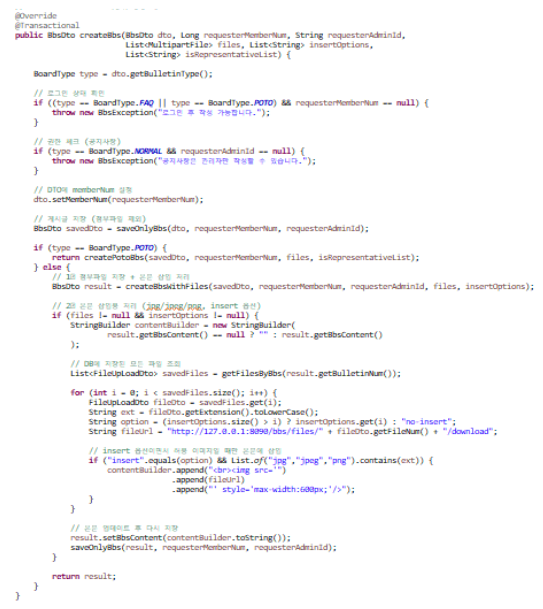 @Override
@Transactional
public BbsDto createBbs(BbsDto dto, Long requesterMemberNum, String requesterAdminId,
List<MultipartFile> files, List<String> insertOptions,
List<String> isRepresentativeList) {
BoardType type = dto.getBulletinType();
// 로그인 상태 확인
if ((type == BoardType.FAQ || type == BoardType.POTO) && requesterMemberNum == null) {
throw new BbsException("로그인 후 작성 가능합니다.");
}
// 권한 체크 (공지사항)
if (type == BoardType.NORMAL && requesterAdminId == null) {
throw new BbsException("공지사항은 관리자만 작성할 수 있습니다.");
}
// DTO에 memberNum 설정
dto.setMemberNum(requesterMemberNum);
// 게시글 저장 (첨부파일 제외)
BbsDto savedDto = saveOnlyBbs(dto, requesterMemberNum, requesterAdminId);
if (type == BoardType.POTO) {
return createPotoBbs(savedDto, requesterMemberNum, files, isRepresentativeList);
} else {
// 1️⃣ 첨부파일 저장 + 본문 삽입 처리
BbsDto result = createBbsWithFiles(savedDto, requesterMemberNum, requesterAdminId, files, insertOptions);
// 2️⃣ 본문 삽입용 처리 (jpg/jpeg/png, insert 옵션)
if (files != null && insertOptions != null) {
StringBuilder contentBuilder = new StringBuilder(
result.getBbsContent() == null ? "" : result.getBbsContent()
);
// DB에 저장된 모든 파일 조회
List<FileUpLoadDto> savedFiles = getFilesByBbs(result.getBulletinNum());
for (int i = 0; i < savedFiles.size(); i++) {
FileUpLoadDto fileDto = savedFiles.get(i);
String ext = fileDto.getExtension().toLowerCase();
String option = (insertOptions.size() > i) ? insertOptions.get(i) : "no-insert";
String fileUrl = "http://127.0.0.1:8090/bbs/files/" + fileDto.getFileNum() + "/download";
// insert 옵션이면서 허용 이미지일 때만 본문에 삽입
if ("insert".equals(option) && List.of("jpg","jpeg","png").contains(ext)) {
contentBuilder.append("<br><img src='")
.append(fileUrl)
.append("' style='max-width:600px;'/>");
}
}
// 본문 업데이트 후 다시 저장
result.setBbsContent(contentBuilder.toString());
saveOnlyBbs(result, requesterMemberNum, requesterAdminId);
}
return result;
}
}